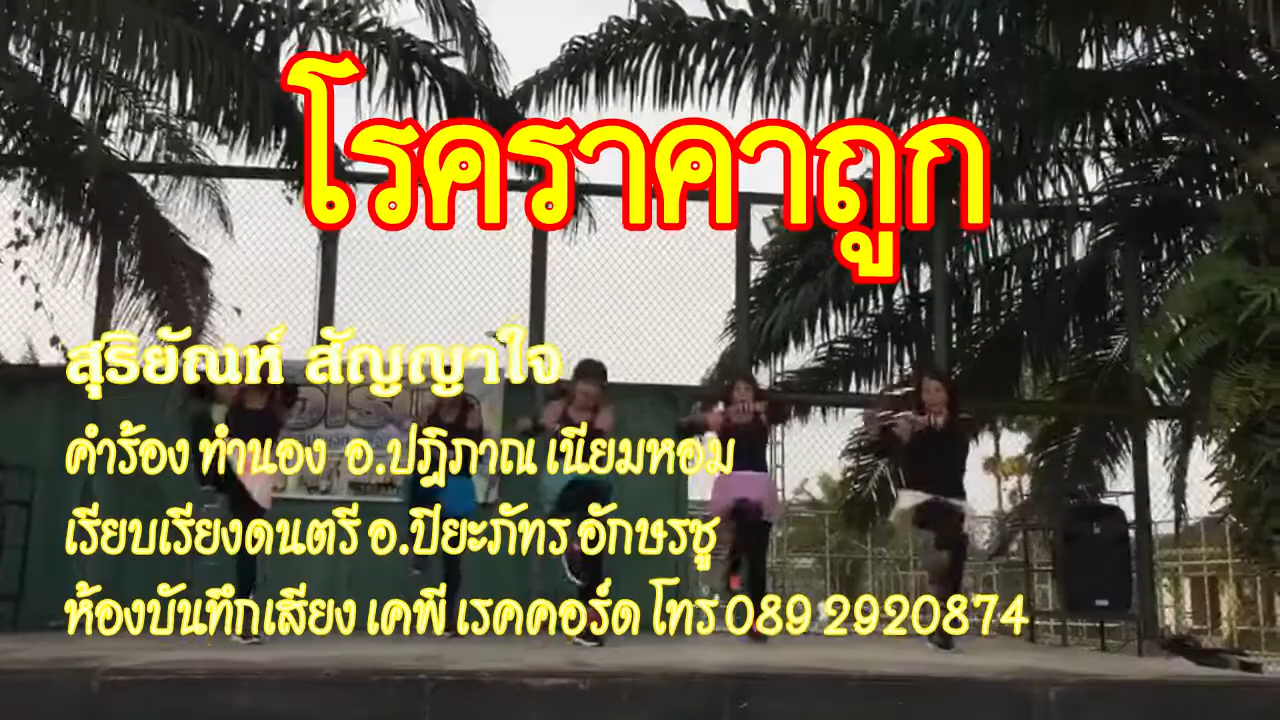 โรคราคาถูก
สุริยัณห์ สัญญาใจ
คำร้อง ทำนอง อ.ปฎิภาณ เนียมหอม
เรียบเรียงดนตรี อ.ปิยะภัทร อักษรชู
ห้องบันทึกเสียง เคพี เรคคอร์ด โทร 089 2920874